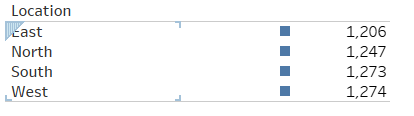 Location
East 1,206
North 1,247
South 1,273
West 1,274